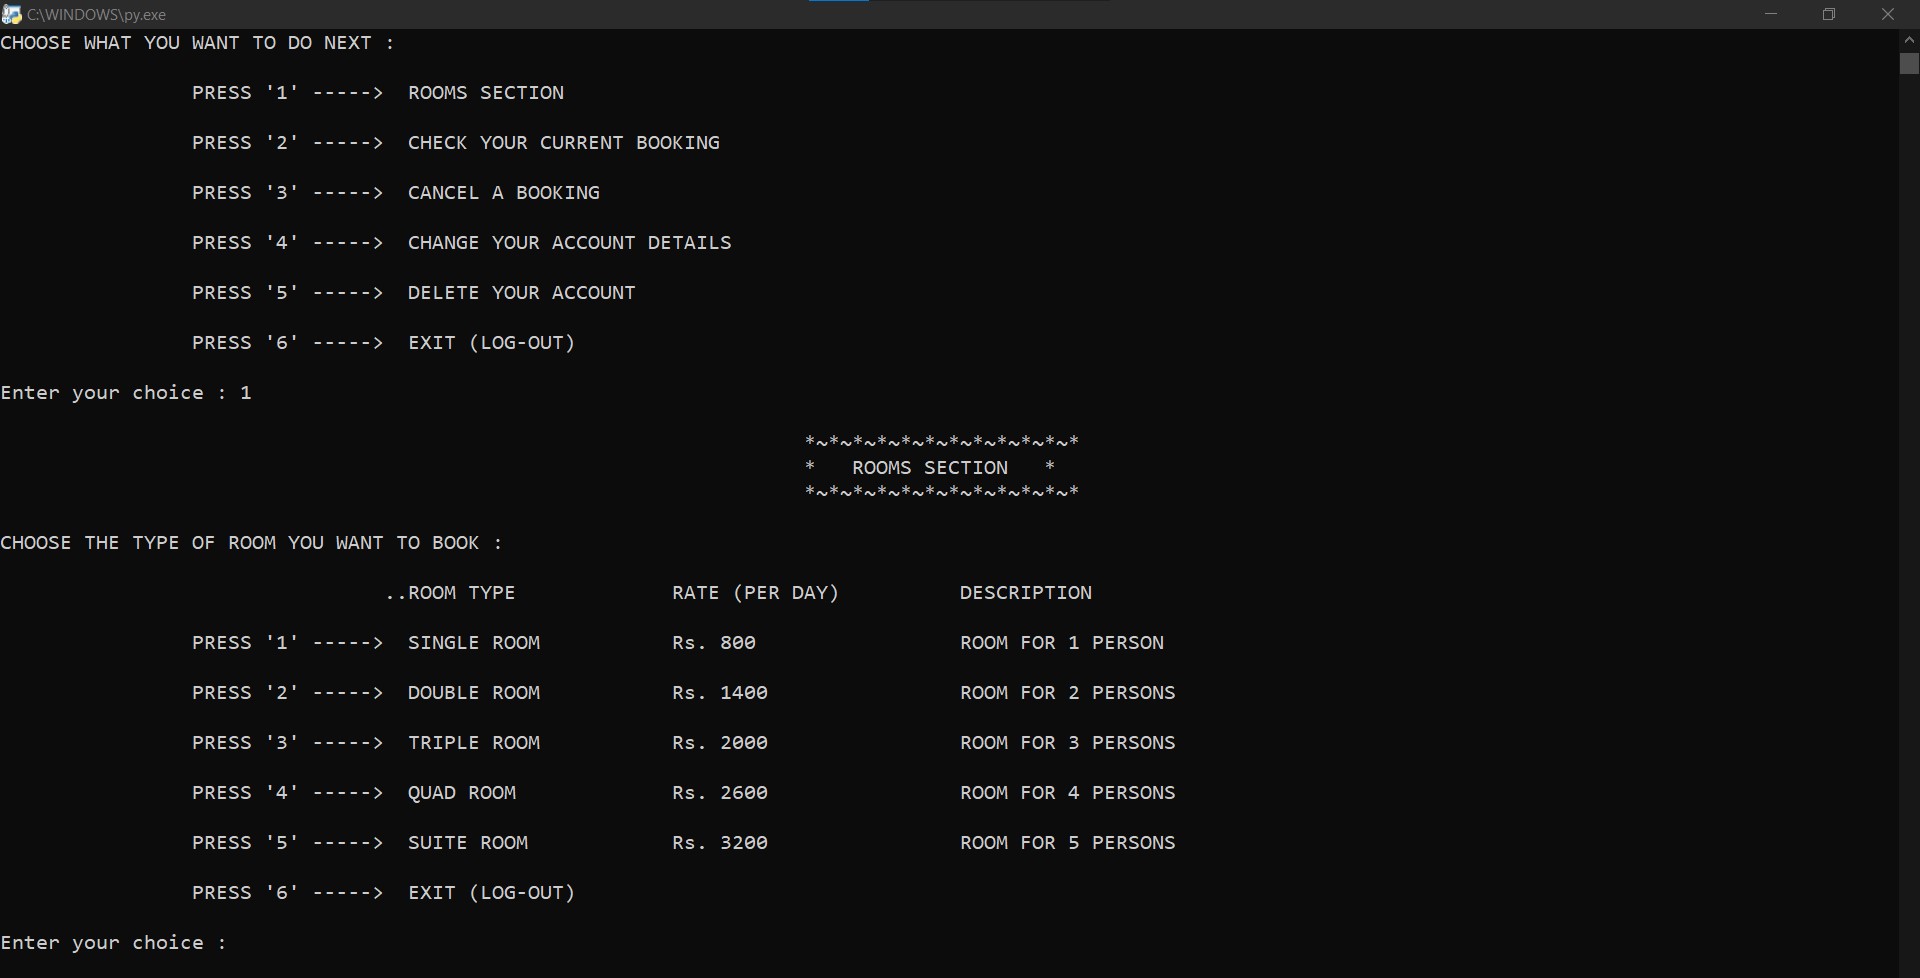 C:\WINDOWS\py.exe
CHOOSE WHAT YOU WANT TO DO NEXT :
PRESS '1' ----->  ROOMS SECTION
PRESS '2' ----->  CHECK YOUR CURRENT BOOKING
PRESS '3' ----->  CANCEL A BOOKING
PRESS '4' ----->  CHANGE YOUR ACCOUNT DETAILS
PRESS '5' ----->  DELETE YOUR ACCOUNT
PRESS '6' ----->  EXIT (LOG-OUT)
Enter your choice : 1
*~*~*~*~*~*~*~*~*~*~*~*
*   ROOMS SECTION   *
*~*~*~*~*~*~*~*~*~*~*~*
CHOOSE THE TYPE OF ROOM YOU WANT TO BOOK :
..ROOM TYPE             RATE (PER DAY)          DESCRIPTION
PRESS '1' ----->  SINGLE ROOM           Rs. 800                 ROOM FOR 1 PERSON
PRESS '2' ----->  DOUBLE ROOM           Rs. 1400                ROOM FOR 2 PERSONS
PRESS '3' ----->  TRIPLE ROOM           Rs. 2000                ROOM FOR 3 PERSONS
PRESS '4' ----->  QUAD ROOM             Rs. 2600                ROOM FOR 4 PERSONS
PRESS '5' ----->  SUITE ROOM            Rs. 3200                ROOM FOR 5 PERSONS
PRESS '6' ----->  EXIT (LOG-OUT)
Enter your choice :